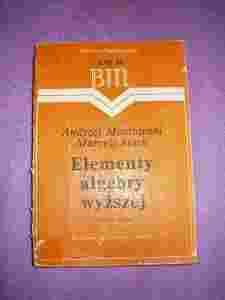 BM
Andrzej Mostowski
Marceli Stark
Elementy
algebry
wyższej